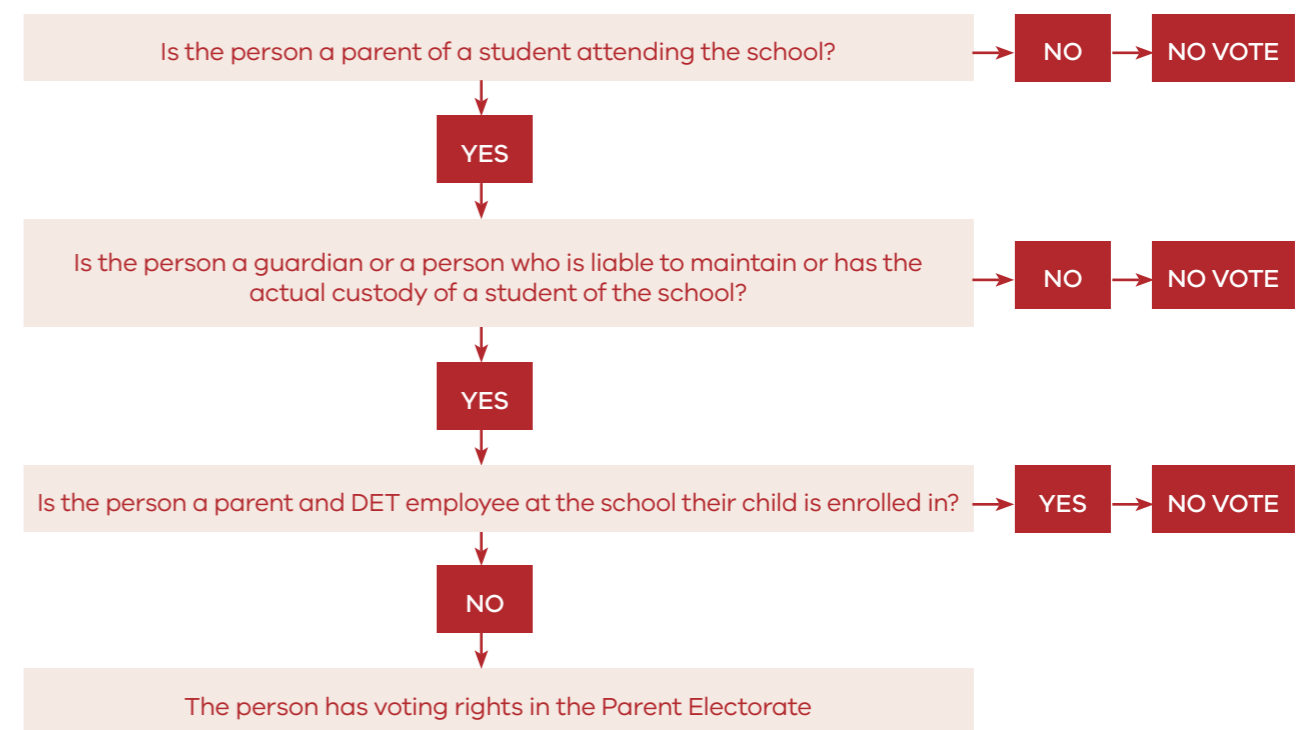 Is the person a parent of a student attending the school?
NO
NO VOTE
YES
Is the person a guardian or a person who is liable to maintain or has the
actual custody of a student of the school?
NO
NO VOTE
YES
Is the person a parent and DET employee at the school their child is enrolled in?
YES
NO VOTE
NO
The person has voting rights in the Parent Electorate